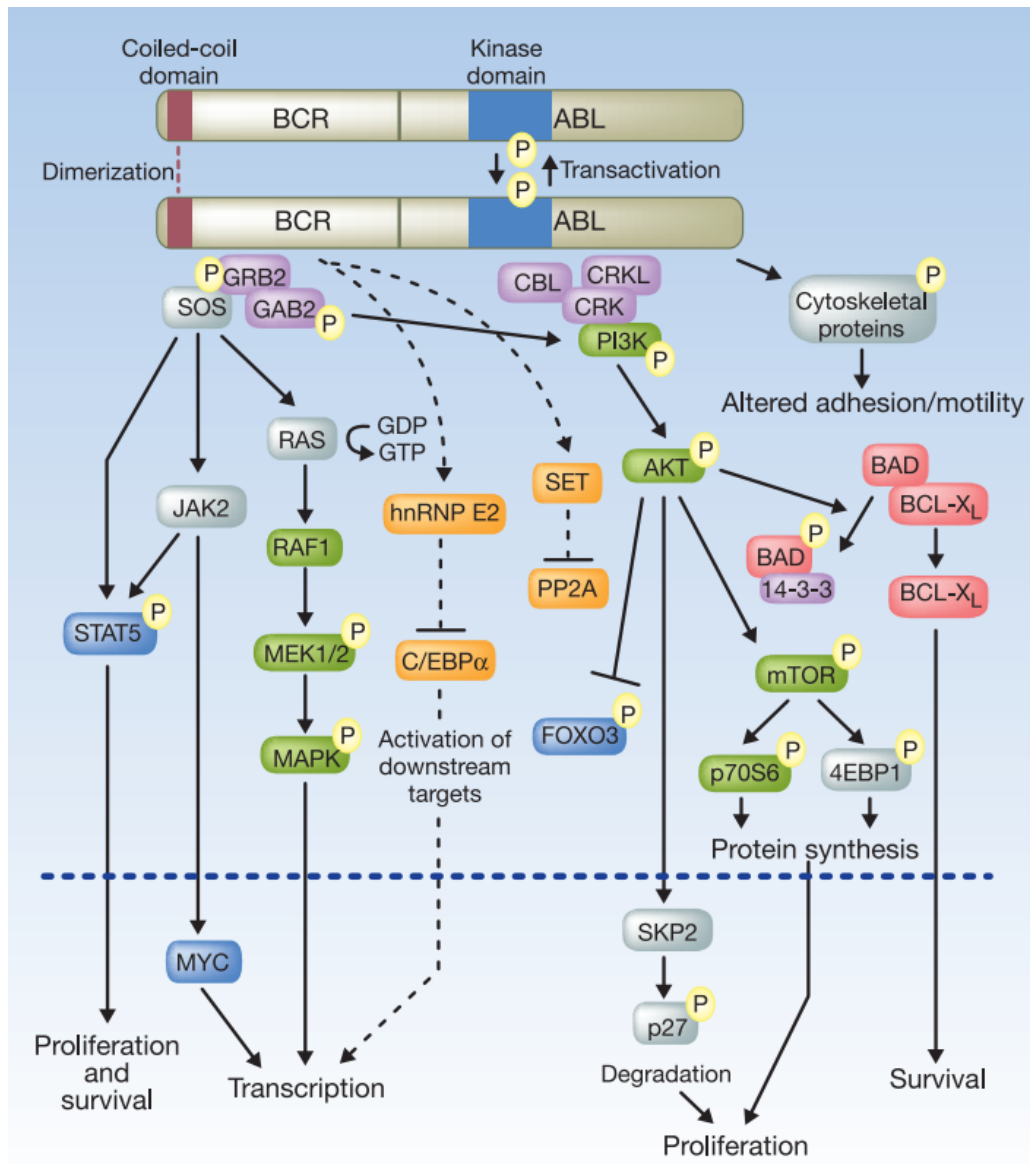 Coiled-coil
domain
Kinase
domain
BCR
ABL
P
Dimerization
Transactivation
P
BCR
ABL
P
GRB2
SOS
GAB2
P
CBL
CRKL
CRK
PI3K
P
P
Cytoskeletal
proteins
Altered adhesion/motility
RAS
GDP
GTP
hnRNP E2
SET
AKT
P
BAD
BCL-XL
JAK2
RAF1
PP2A
P
BAD
14-3-3
BCL-XL
STAT5
P
MEK1/2
P
C/EBPα
mTOR
P
FOXO3
P
MAPK
P
Activation of
downstream
targets
p70S6
P
4EBP1
P
Protein synthesis
MYC
SKP2
p27
P
Proliferation
and
survival
Transcription
Degradation
Survival
Proliferation